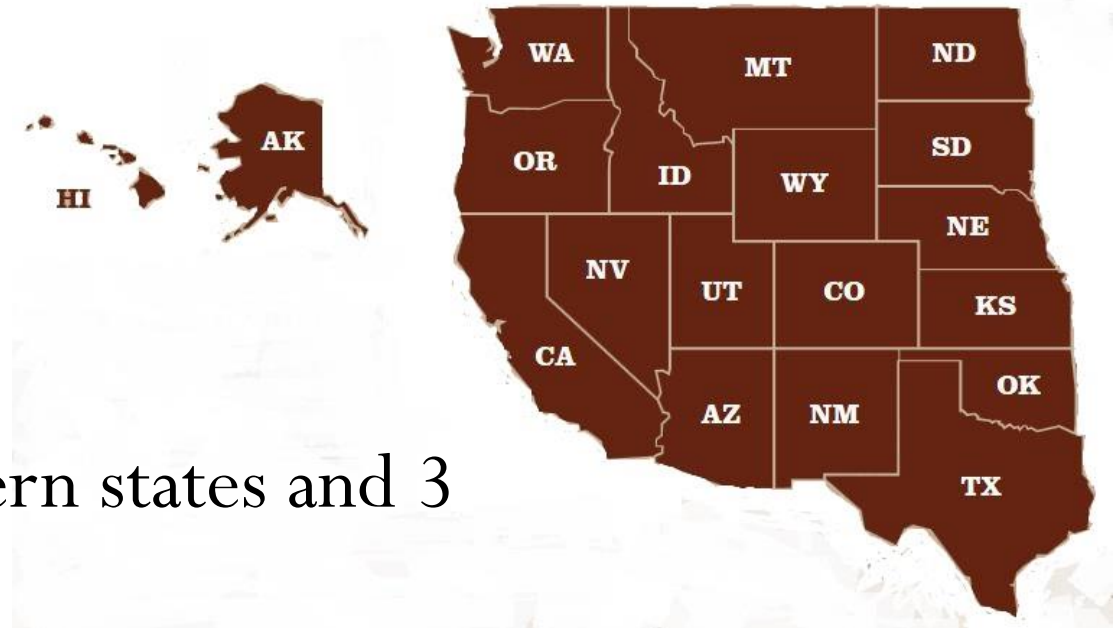 WA
MT
ND
AK
SD
OR
ID
WY
HI
NE
NV
UT
CO
KS
CA
OK
AZ
NM
ern states and 3
TX